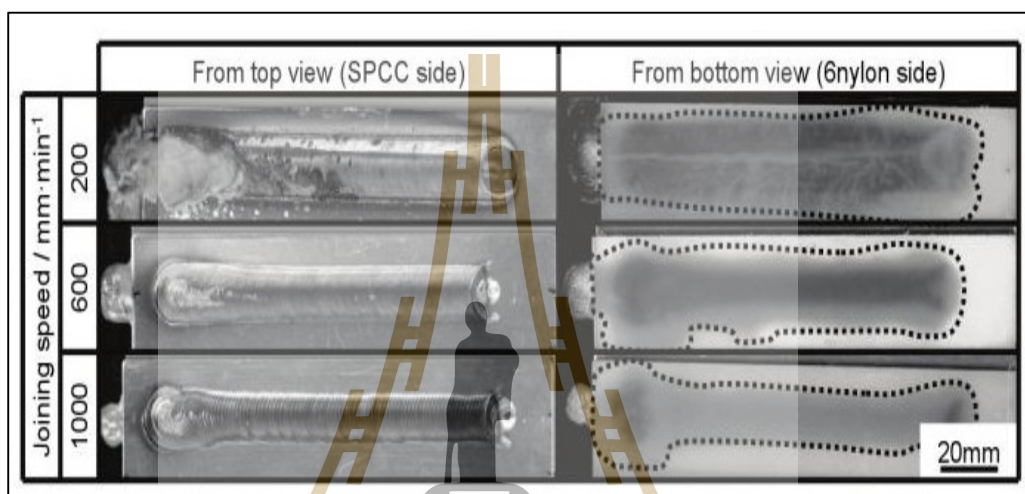 From top view (SPCC side)
From bottom view (6nylon side)
Joining speed / mm·min⁻¹
200
600
1000
20mm